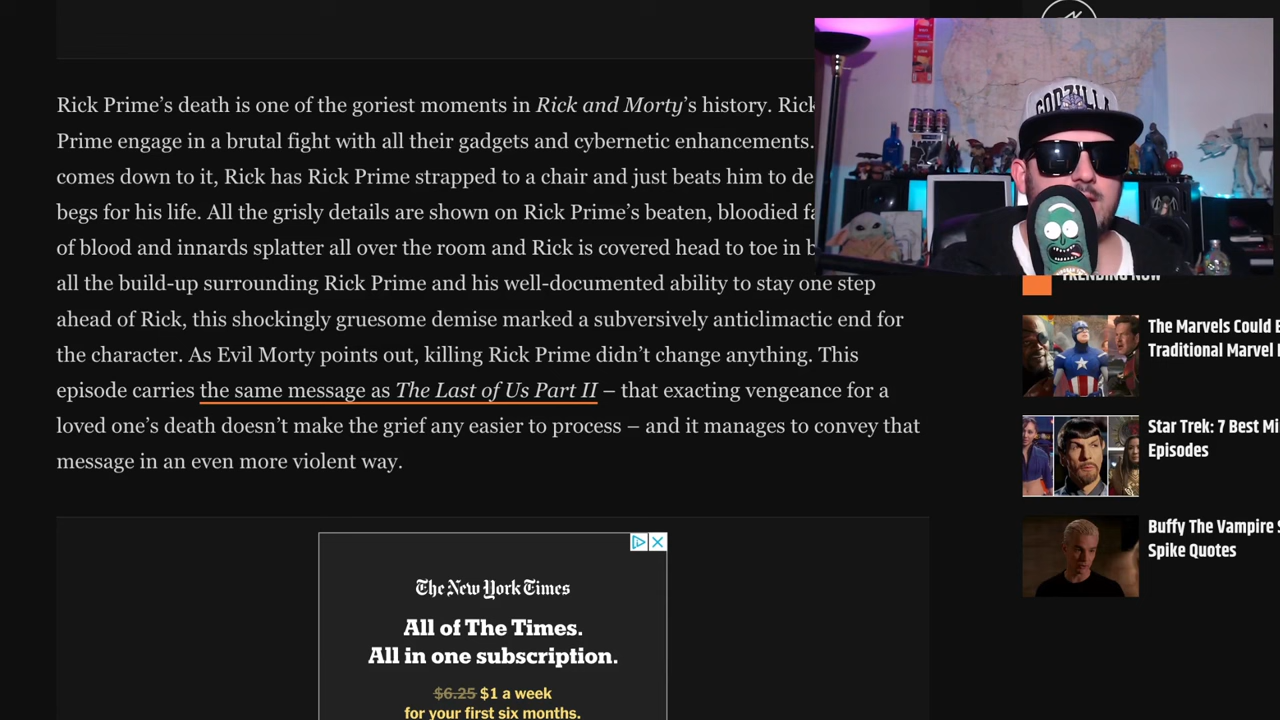 Rick Prime’s death is one of the goriest moments in Rick and Morty’s history. Rick
Prime engage in a brutal fight with all their gadgets and cybernetic enhancements.
comes down to it, Rick has Rick Prime strapped to a chair and just beats him to
begs for his life. All the grisly details are shown on Rick Prime’s beaten, bloodied
of blood and innards splatter all over the room and Rick is covered head to toe in
all the build-up surrounding Rick Prime and his well-documented ability to stay one step
ahead of Rick, this shockingly gruesome demise marked a subversively anticlimactic end for
the character. As Evil Morty points out, killing Rick Prime didn’t change anything. This
episode carries the same message as The Last of Us Part II – that exacting vengeance for a
loved one’s death doesn’t make the grief any easier to process – and it manages to convey that
message in an even more violent way.
GODZILLA
TRENDING NOW
The Marvels Could
Traditional Marvel
Star Trek: 7 Best
Episodes
Buffy The Vampire
Spike Quotes
The New York Times
All of The Times.
All in one subscription.
$6.25 $1 a week
for your first six months.